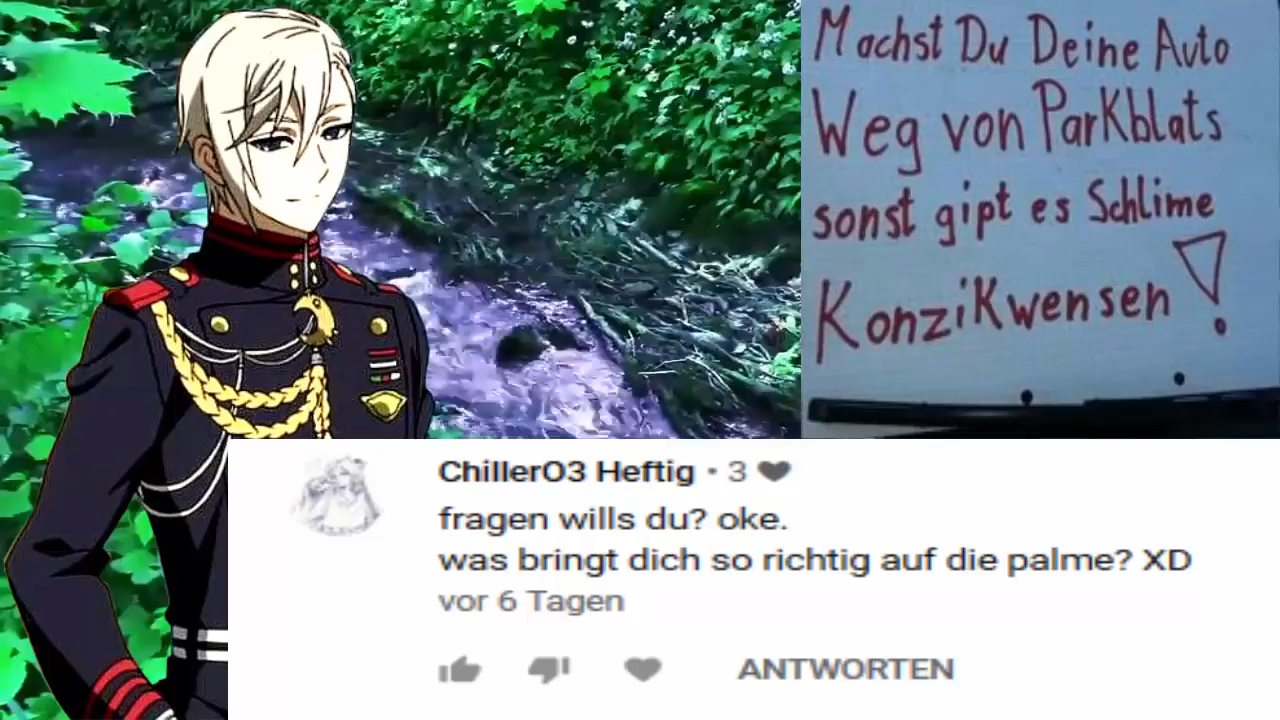 Machst Du Deine Auto
Weg von Parkblats
sonst gipt es Schlime
Konzikwensen!
ChillerO3 Heftig • 3 ❤
fragen wills du? oke.
was bringt dich so richtig auf die palme? XD
vor 6 Tagen
ANTWORTEN